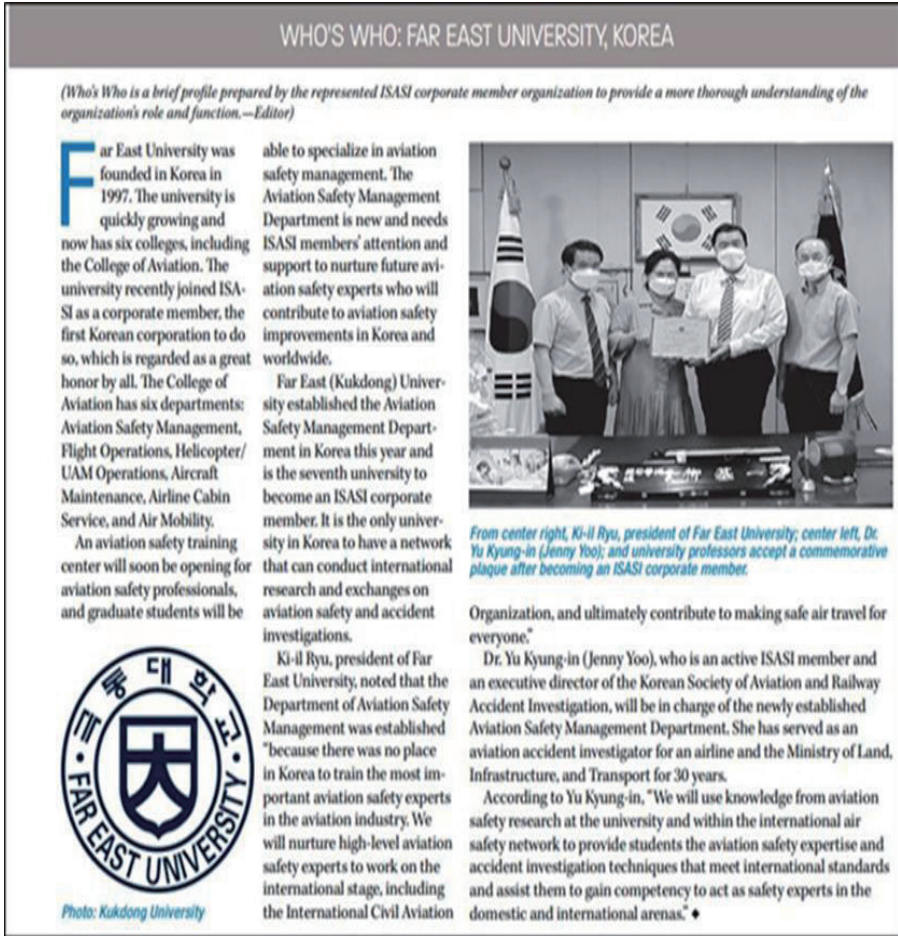 WHO'S WHO: FAR EAST UNIVERSITY, KOREA
(Who's Who is a brief profile prepared by the represented ISASI corporate member organization to provide a more thorough understanding of the
organization's role and function.—Editor)
Far East University was
founded in Korea in
1997. The university is
quickly growing and
now has six colleges, including
the College of Aviation. The
university recently joined ISA-
SI as a corporate member, the
first Korean corporation to do
so, which is regarded as a great
honor by all. The College of
Aviation has six departments:
Aviation Safety Management,
Flight Operations, Helicopter/
UAM Operations, Aircraft
Maintenance, Airline Cabin
Service, and Air Mobility.
An aviation safety training
center will soon be opening for
aviation safety professionals,
and graduate students will be
극동대학교
FAR EAST UNIVERSITY
Photo: Kukdong University
able to specialize in aviation
safety management. The
Aviation Safety Management
Department is new and needs
ISASI members' attention and
support to nurture future avi-
ation safety experts who will
contribute to aviation safety
improvements in Korea and
worldwide.
Far East (Kukdong) Univer-
sity established the Aviation
Safety Management Depart-
ment in Korea this year and
is the seventh university to
become an ISASI corporate
member. It is the only univer-
sity in Korea to have a network
that can conduct international
research and exchanges on
aviation safety and accident
investigations.
Ki-il Ryu, president of Far
East University, noted that the
Department of Aviation Safety
Management was established
"because there was no place
in Korea to train the most im-
portant aviation safety experts
in the aviation industry. We
will nurture high-level aviation
safety experts to work on the
international stage, including
the International Civil Aviation
From center right, Ki-il Ryu, president of Far East University; center left, Dr.
Yu Kyung-in (Jenny Yoo); and university professors accept a commemorative
plaque after becoming an ISASI corporate member.
Organization, and ultimately contribute to making safe air travel for
everyone."
Dr. Yu Kyung-in (Jenny Yoo), who is an active ISASI member and
an executive director of the Korean Society of Aviation and Railway
Accident Investigation, will be in charge of the newly established
Aviation Safety Management Department. She has served as an
aviation accident investigator for an airline and the Ministry of Land,
Infrastructure, and Transport for 30 years.
According to Yu Kyung-in, "We will use knowledge from aviation
safety research at the university and within the international air
safety network to provide students the aviation safety expertise and
accident investigation techniques that meet international standards
and assist them to gain competency to act as safety experts in the
domestic and international arenas." ◆